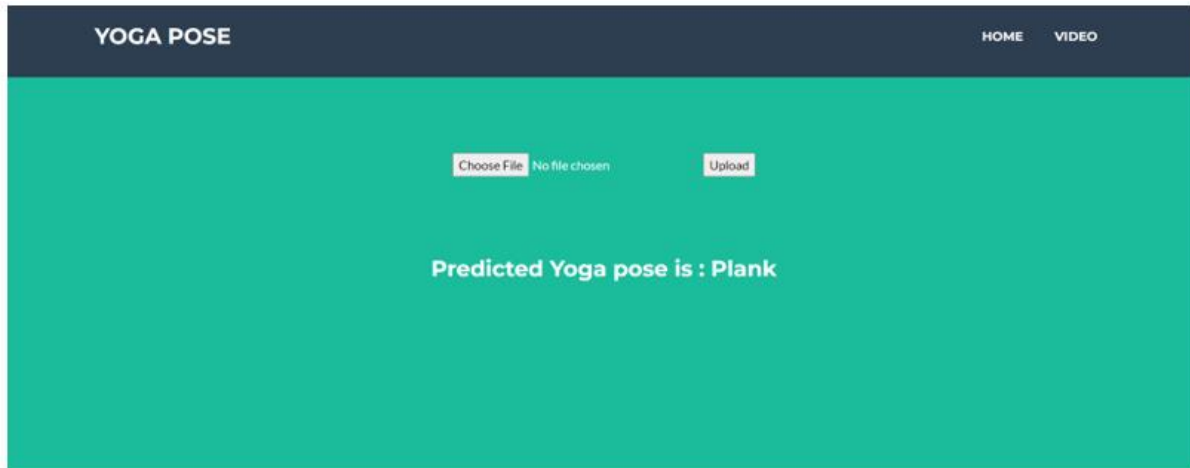 YOGA POSE HOME VIDEO
Choose File No file chosen Upload
Predicted Yoga pose is : Plank